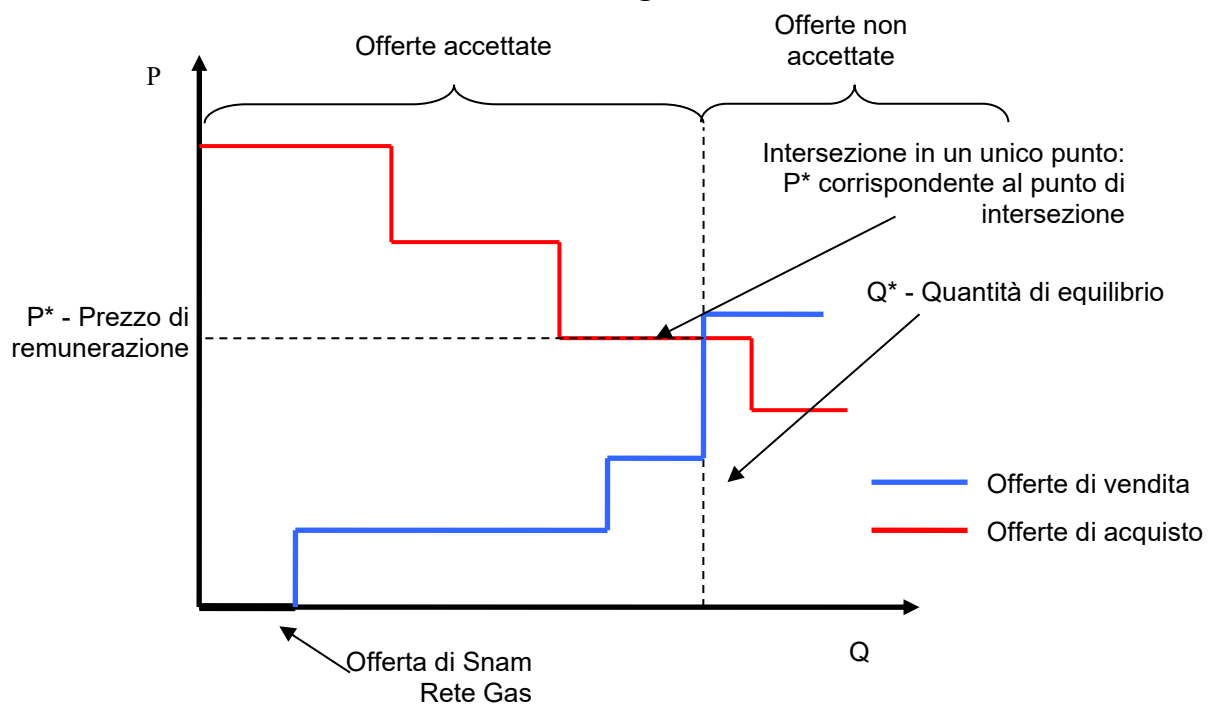 Offerte accettate
Offerte non
accettate
P
Intersezione in un unico punto:
P* corrispondente al punto di
intersezione
Q* - Quantità di equilibrio
P* - Prezzo di
remunerazione
Offerte di vendita
Offerte di acquisto
Q
Offerta di Snam
Rete Gas